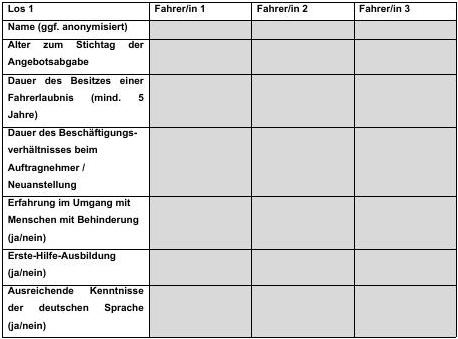 Los 1 Fahrer/in 1 Fahrer/in 2 Fahrer/in 3
Name (ggf. anonymisiert)
Alter zum Stichtag der
Angebotsabgabe
Dauer des Besitzes einer
Fahrerlaubnis (mind. 5
Jahre)
Dauer des Beschäftigungs-
verhältnisses beim
Auftragnehmer /
Neuanstellung
Erfahrung im Umgang mit
Menschen mit Behinderung
(ja/nein)
Erste-Hilfe-Ausbildung
(ja/nein)
Ausreichende Kenntnisse
der deutschen Sprache
(ja/nein)